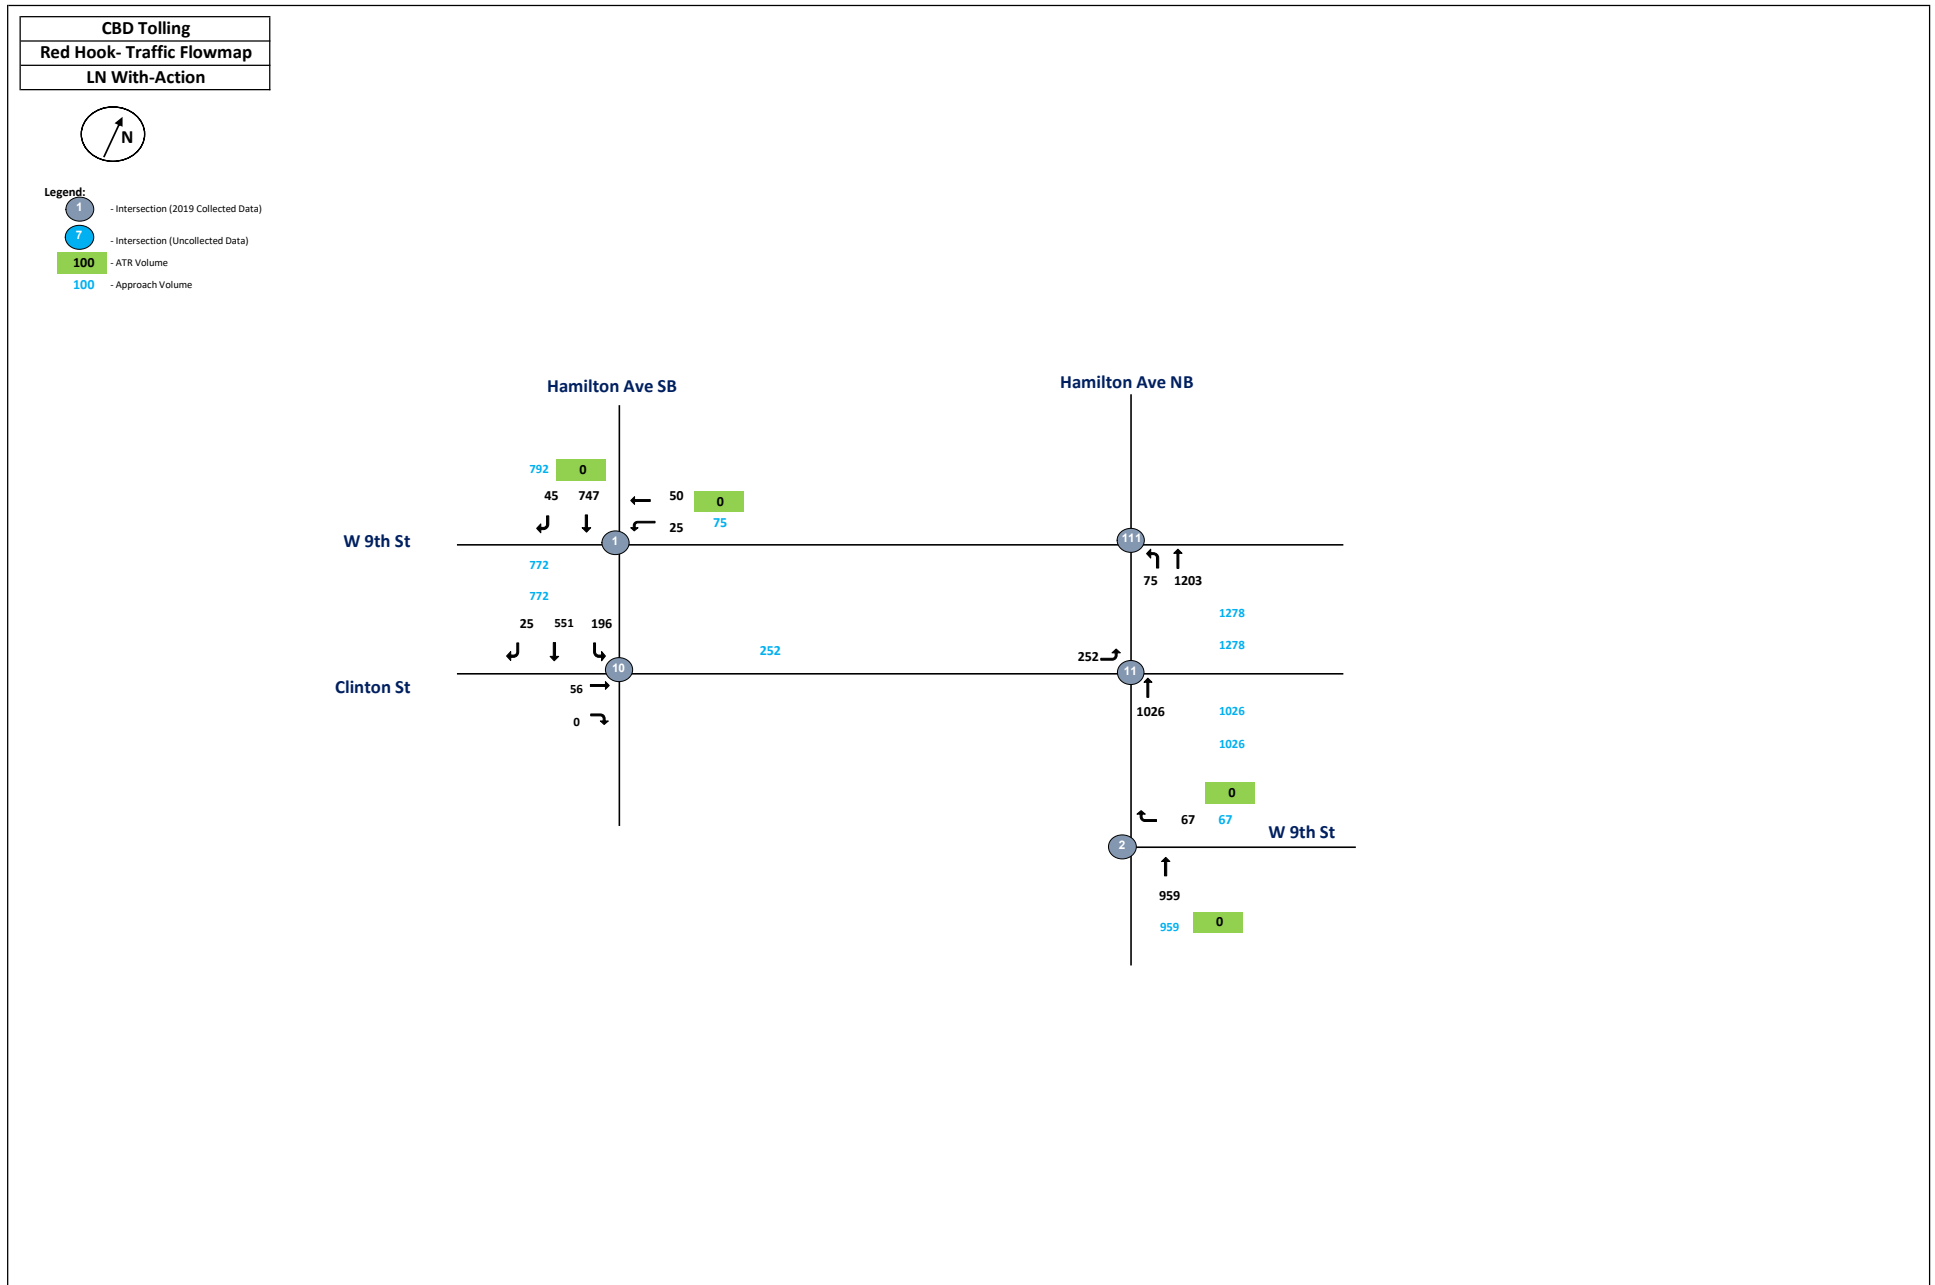 CBD Tolling
Red Hook- Traffic Flowmap
LN With-Action
N
Legend:
1 - Intersection (2019 Collected Data)
7 - Intersection (Uncollected Data)
100 - ATR Volume
100 - Approach Volume
Hamilton Ave SB
Hamilton Ave NB
792 0
45 747
50 0
25 75
W 9th St
1
111
75 1203
772
772
1278
1278
25 551 196
252
252
10
11
Clinton St
56
0
1026
1026
1026
0
67 67
W 9th St
2
959
959 0